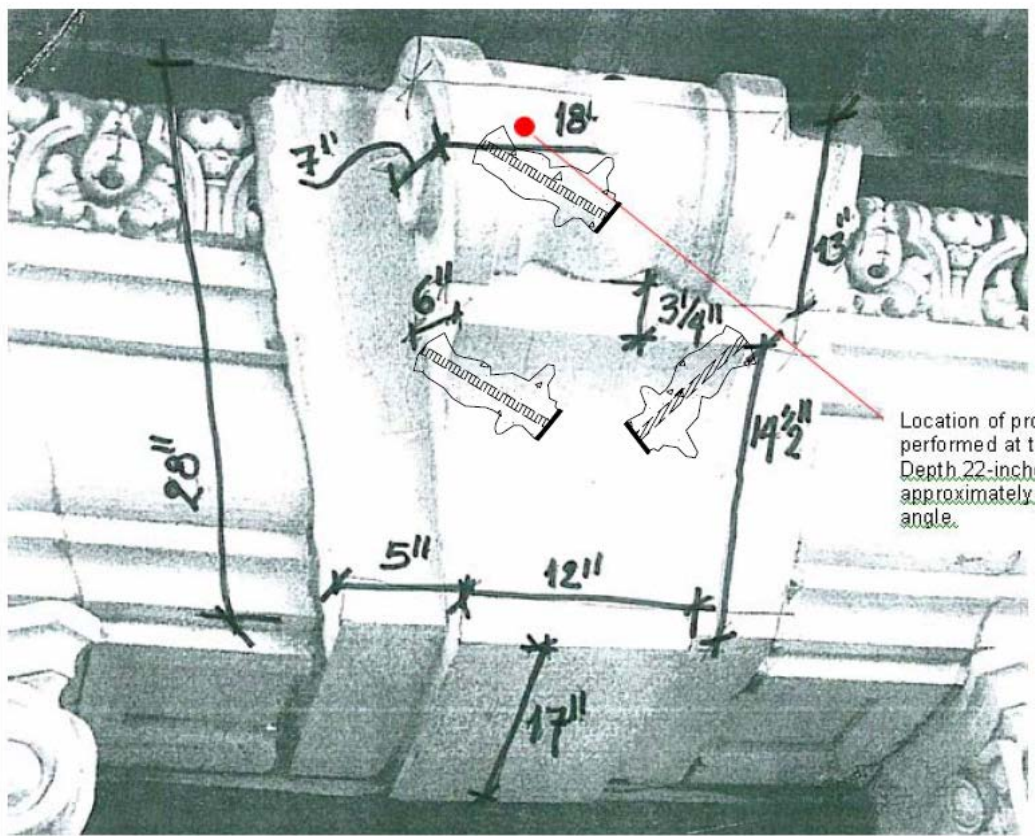 18'
7"
13"
6"
3 1/4"
14 1/2"
Location of pro
performed at t
Depth 22-inch
approximately
angle.
28"
5"
12"
17"